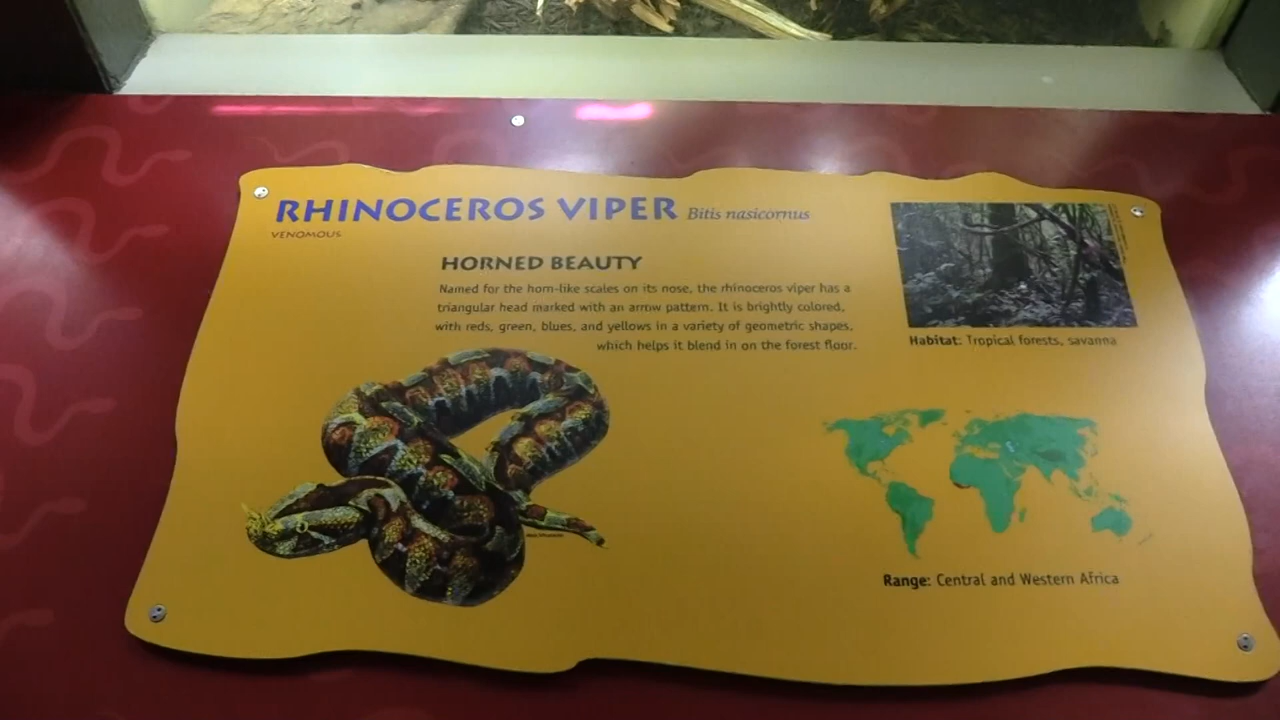 RHINOCEROS VIPER Bitis nasicornus
VENOMOUS
HORNED BEAUTY
Named for the horn-like scales on its nose, the rhinoceros viper has a
triangular head marked with an arrow pattern. It is brightly colored,
with reds, green, blues, and yellows in a variety of geometric shapes,
which helps it blend in on the forest floor.
Habitat: Tropical forests, savanna
Range: Central and Western Africa